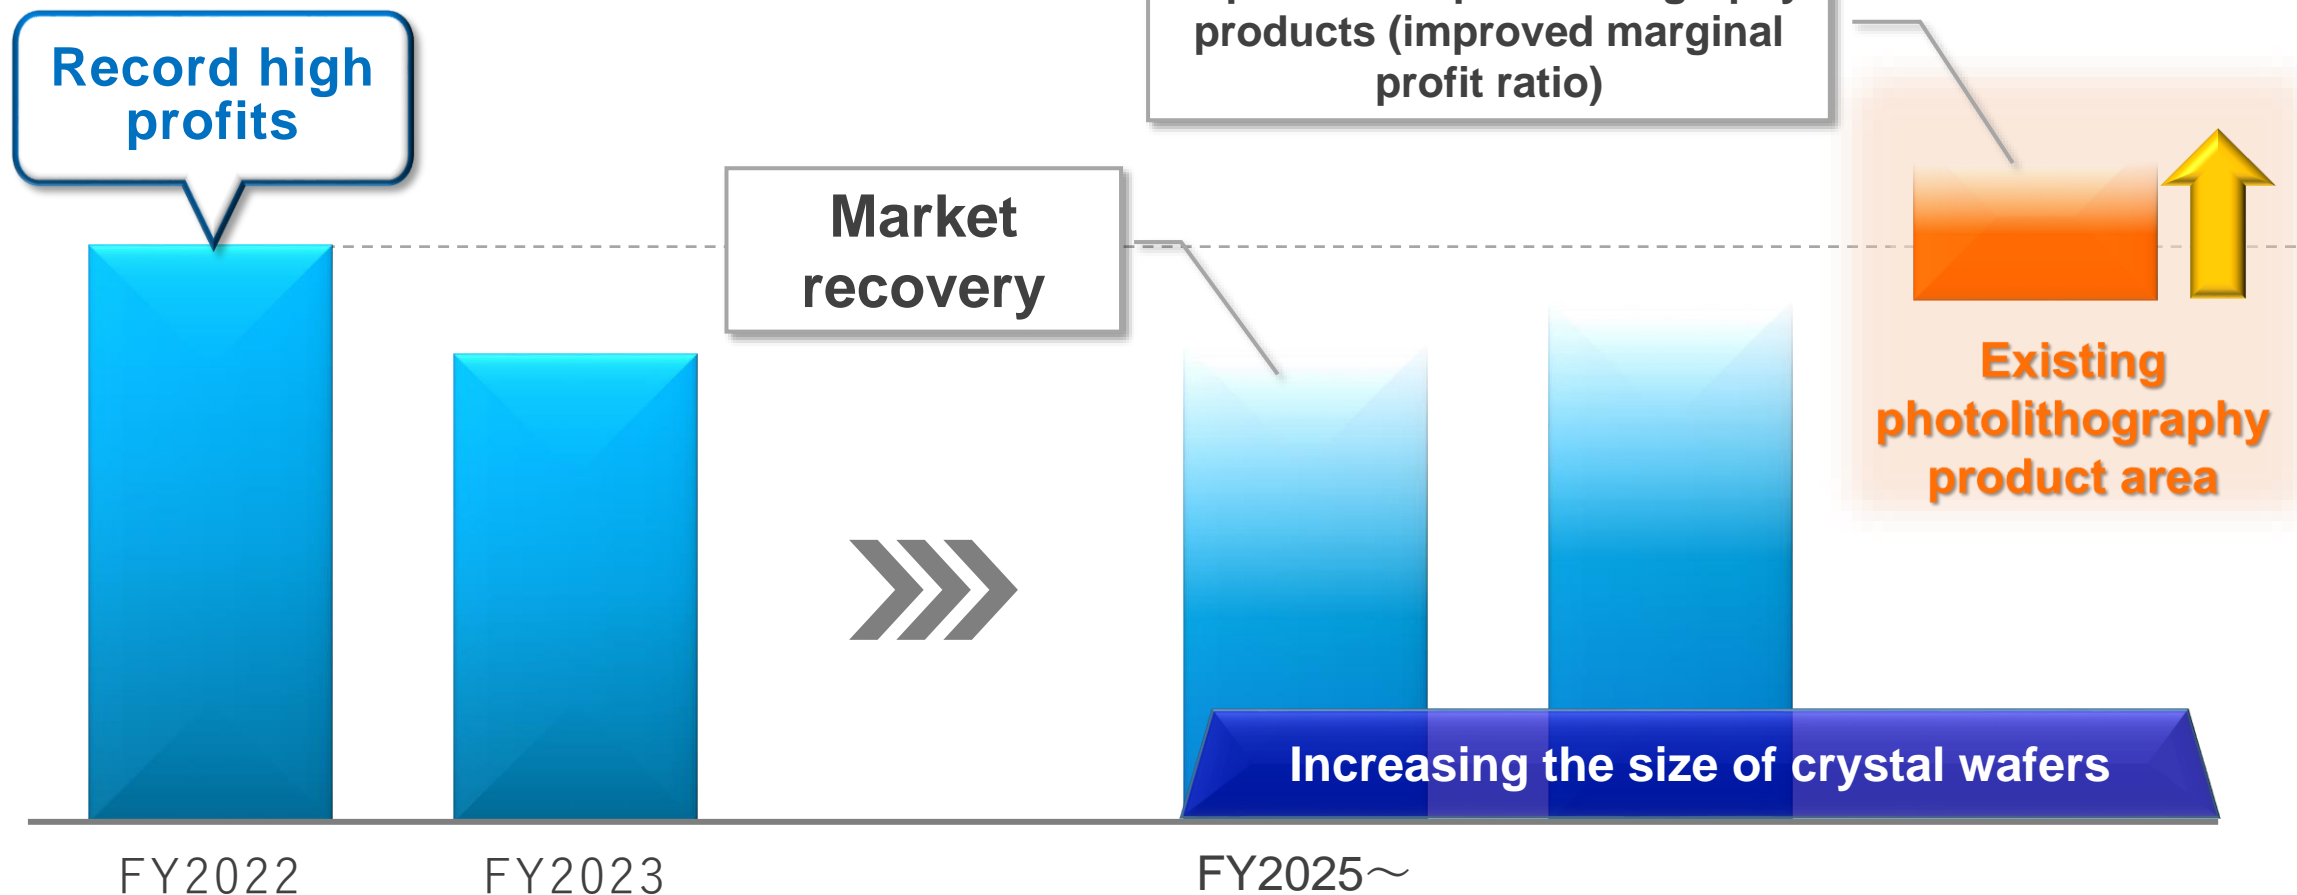 Record high
profits
products (improved marginal
profit ratio)
Market
recovery
Existing
photolithography
product area
Increasing the size of crystal wafers
FY2022
FY2023
FY2025～